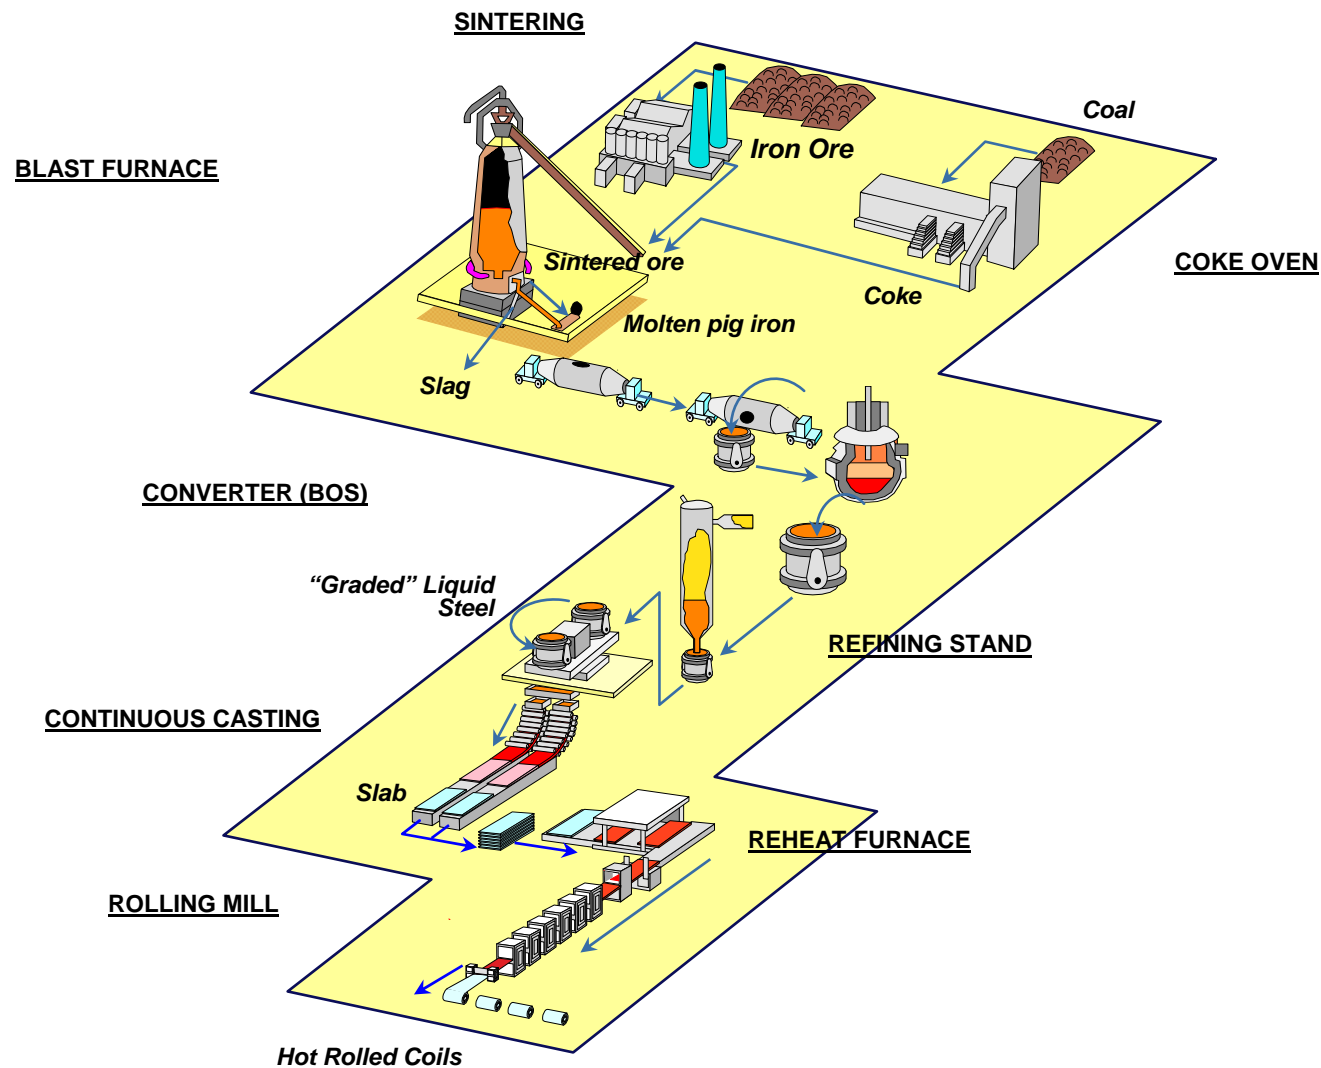 SINTERING
Coal
Iron Ore
BLAST FURNACE
Sintered ore
COKE OVEN
Coke
Molten pig iron
Slag
CONVERTER (BOS)
“Graded” Liquid
Steel
REFINING STAND
CONTINUOUS CASTING
Slab
REHEAT FURNACE
ROLLING MILL
Hot Rolled Coils